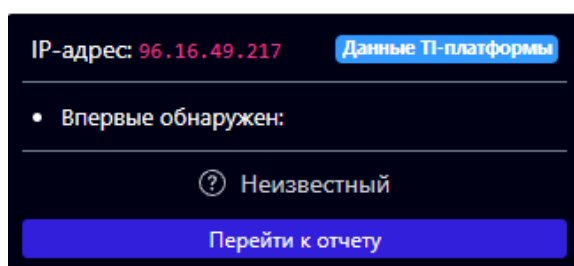 IP-адрес: 96.16.49.217 Данные TI-платформы
• Впервые обнаружен:
Неизвестный
Перейти к отчету